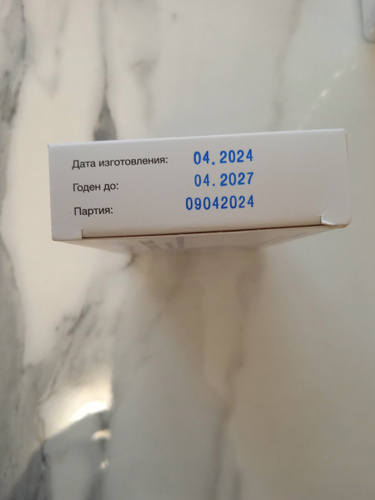 Дата изготовления: 04.2024
Годен до: 04.2027
Партия: 09042024